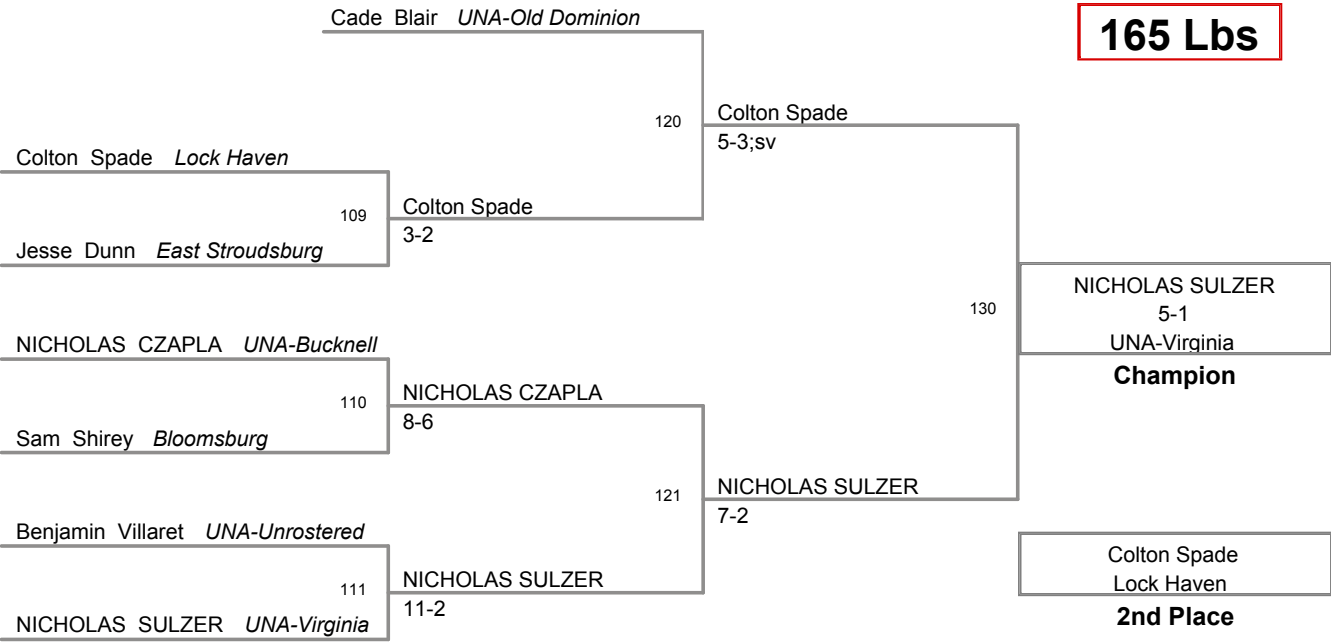 Cade Blair UNA-Old Dominion
165 Lbs
120
Colton Spade
5-3;sv
Colton Spade Lock Haven
109
Colton Spade
3-2
Jesse Dunn East Stroudsburg
130
NICHOLAS SULZER
5-1
UNA-Virginia
Champion
NICHOLAS CZAPLA UNA-Bucknell
110
NICHOLAS CZAPLA
8-6
Sam Shirey Bloomsburg
121
NICHOLAS SULZER
7-2
Benjamin Villaret UNA-Unrostered
111
NICHOLAS SULZER
11-2
NICHOLAS SULZER UNA-Virginia
Colton Spade
Lock Haven
2nd Place